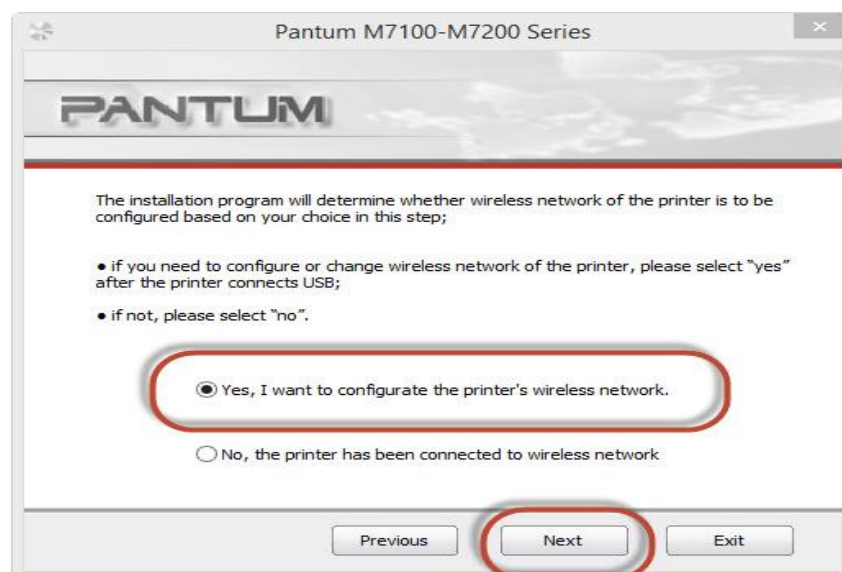 Pantum M7100-M7200 Series
PANTUM
The installation program will determine whether wireless network of the printer is to be
configured based on your choice in this step;
● if you need to configure or change wireless network of the printer, please select “yes”
after the printer connects USB;
● if not, please select “no”.
Yes, I want to configurate the printer's wireless network.
No, the printer has been connected to wireless network
Previous Next Exit